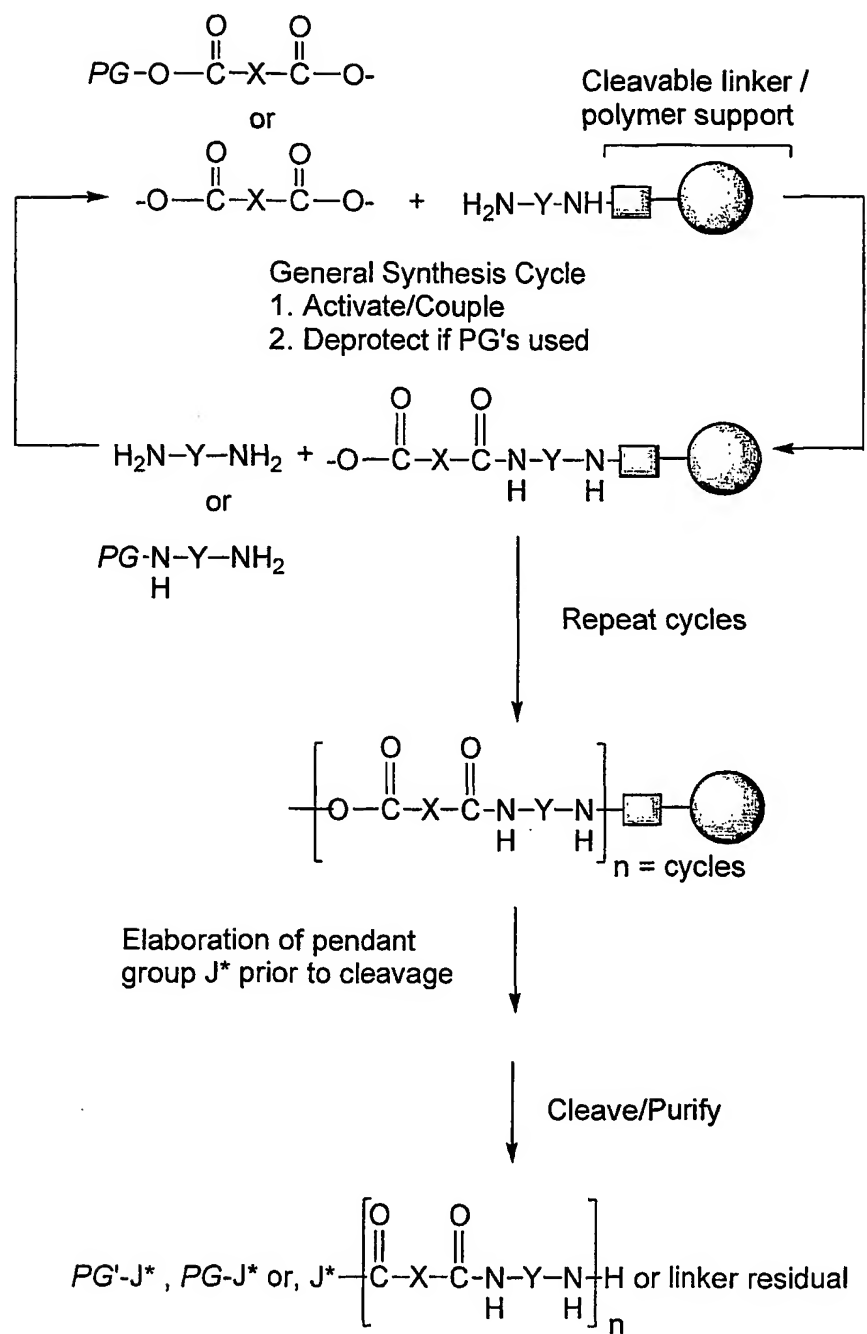 O O
PG-O-C-X-C-O-
or
Cleavable linker /
polymer support
O O
-O-C-X-C-O- + H₂N-Y-NH
General Synthesis Cycle
1. Activate/Couple
2. Deprotect if PG's used
O O
H₂N-Y-NH₂ + -O-C-X-C-N-Y-N
H H
or
PG-N-Y-NH₂
H
Repeat cycles
O O
O-C-X-C-N-Y-N
H H
n = cycles
Elaboration of pendant
group J* prior to cleavage
Cleave/Purify
O O
PG'-J* , PG-J* or, J*-C-X-C-N-Y-N-H or linker residual
H H
n